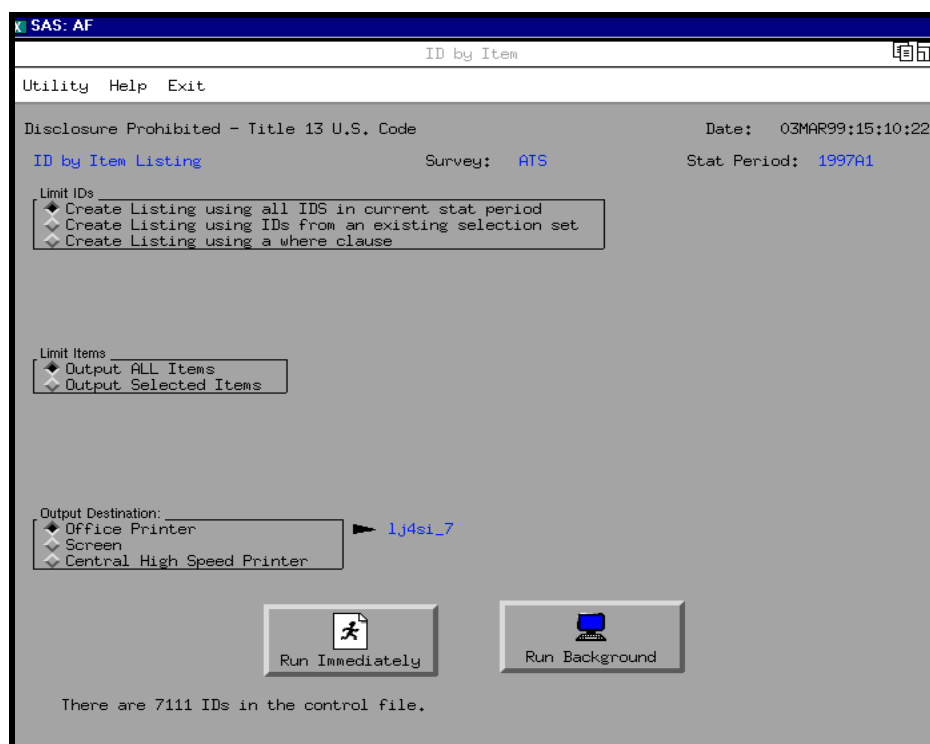 SAS: AF
ID by Item
Utility Help Exit
Disclosure Prohibited - Title 13 U.S. Code Date: 03MAR99:15:10:22
ID by Item Listing Survey: ATS Stat Period: 1997A1
Limit IDs
Create Listing using all IDS in current stat period
Create Listing using IDs from an existing selection set
Create Listing using a where clause
Limit Items
Output ALL Items
Output Selected Items
Output Destination:
Office Printer lj4si_7
Screen
Central High Speed Printer
Run Immediately Run Background
There are 7111 IDs in the control file.